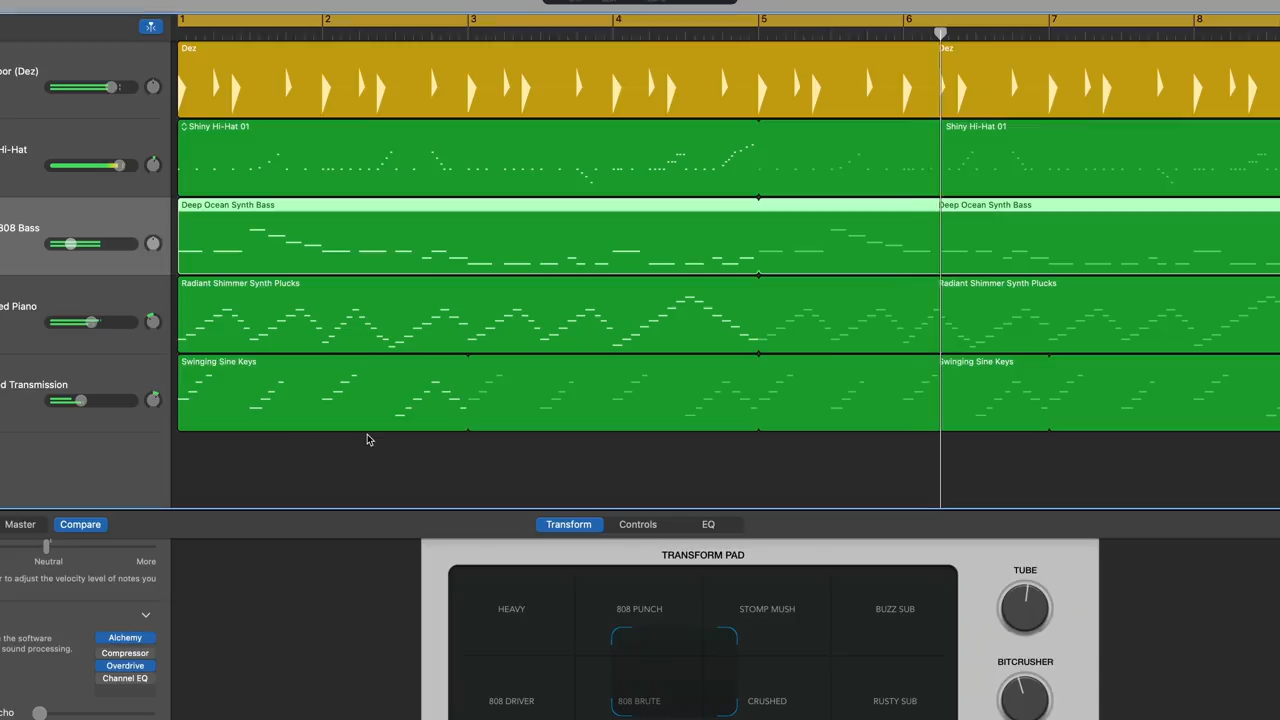 1 2 3 4 5 6 7 8
oor (Dez)
Dez Dez
Hi-Hat
Shiny Hi-Hat 01 Shiny Hi-Hat 01
808 Bass
Deep Ocean Synth Bass Deep Ocean Synth Bass
ed Piano
Radiant Shimmer Synth Plucks Radiant Shimmer Synth Plucks
d Transmission
Swinging Sine Keys Swinging Sine Keys
Master Compare Transform Controls EQ
Neutral More
r to adjust the velocity level of notes you
n the software
sound processing.
Alchemy
Compressor
Overdrive
Channel EQ
cho
TRANSFORM PAD
HEAVY 808 PUNCH STOMP MUSH BUZZ SUB
808 DRIVER 808 BRUTE CRUSHED RUSTY SUB
TUBE
BITCRUSHER